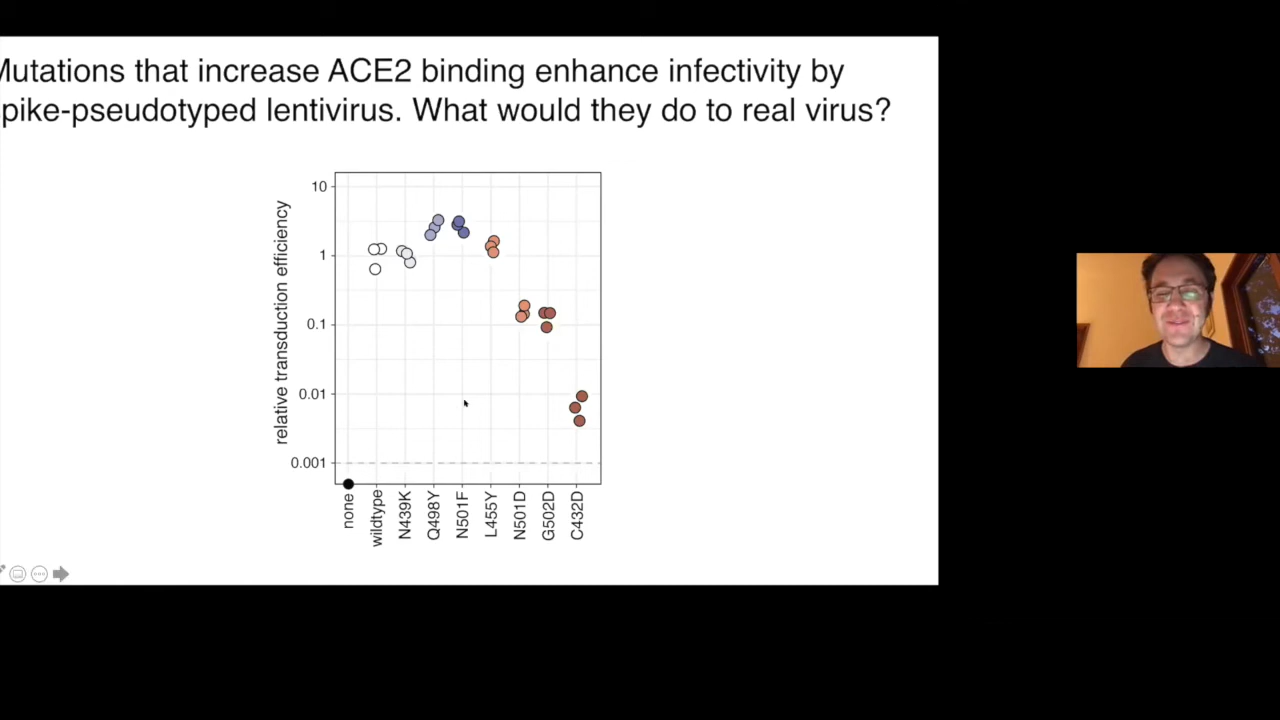 Mutations that increase ACE2 binding enhance infectivity by
pike-pseudotyped lentivirus. What would they do to real virus?
relative transduction efficiency
10
1
0.1
0.01
0.001
none
wildtype
N439K
Q498Y
N501F
L455Y
N501D
G502D
C432D